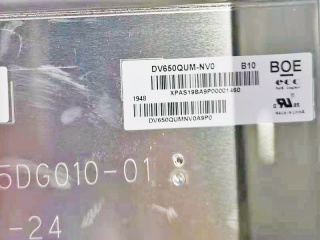 DV650QUM-NV0 B10 BOE
1948 XPAS19BA9P00001460
DV650QUMNV0A9P0
5DG010-01
-24